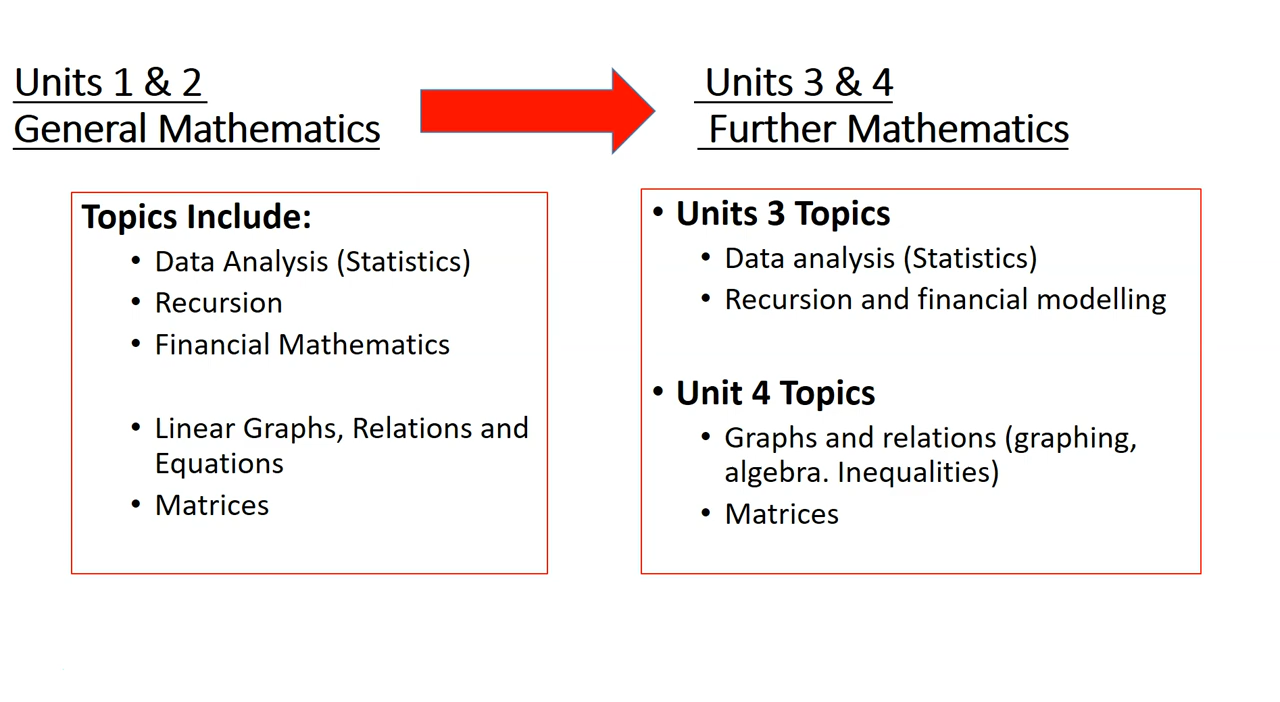 Units 1 & 2
General Mathematics
Units 3 & 4
Further Mathematics
Topics Include:
• Data Analysis (Statistics)
• Recursion
• Financial Mathematics
• Linear Graphs, Relations and
Equations
• Matrices
• Units 3 Topics
• Data analysis (Statistics)
• Recursion and financial modelling
• Unit 4 Topics
• Graphs and relations (graphing,
algebra. Inequalities)
• Matrices